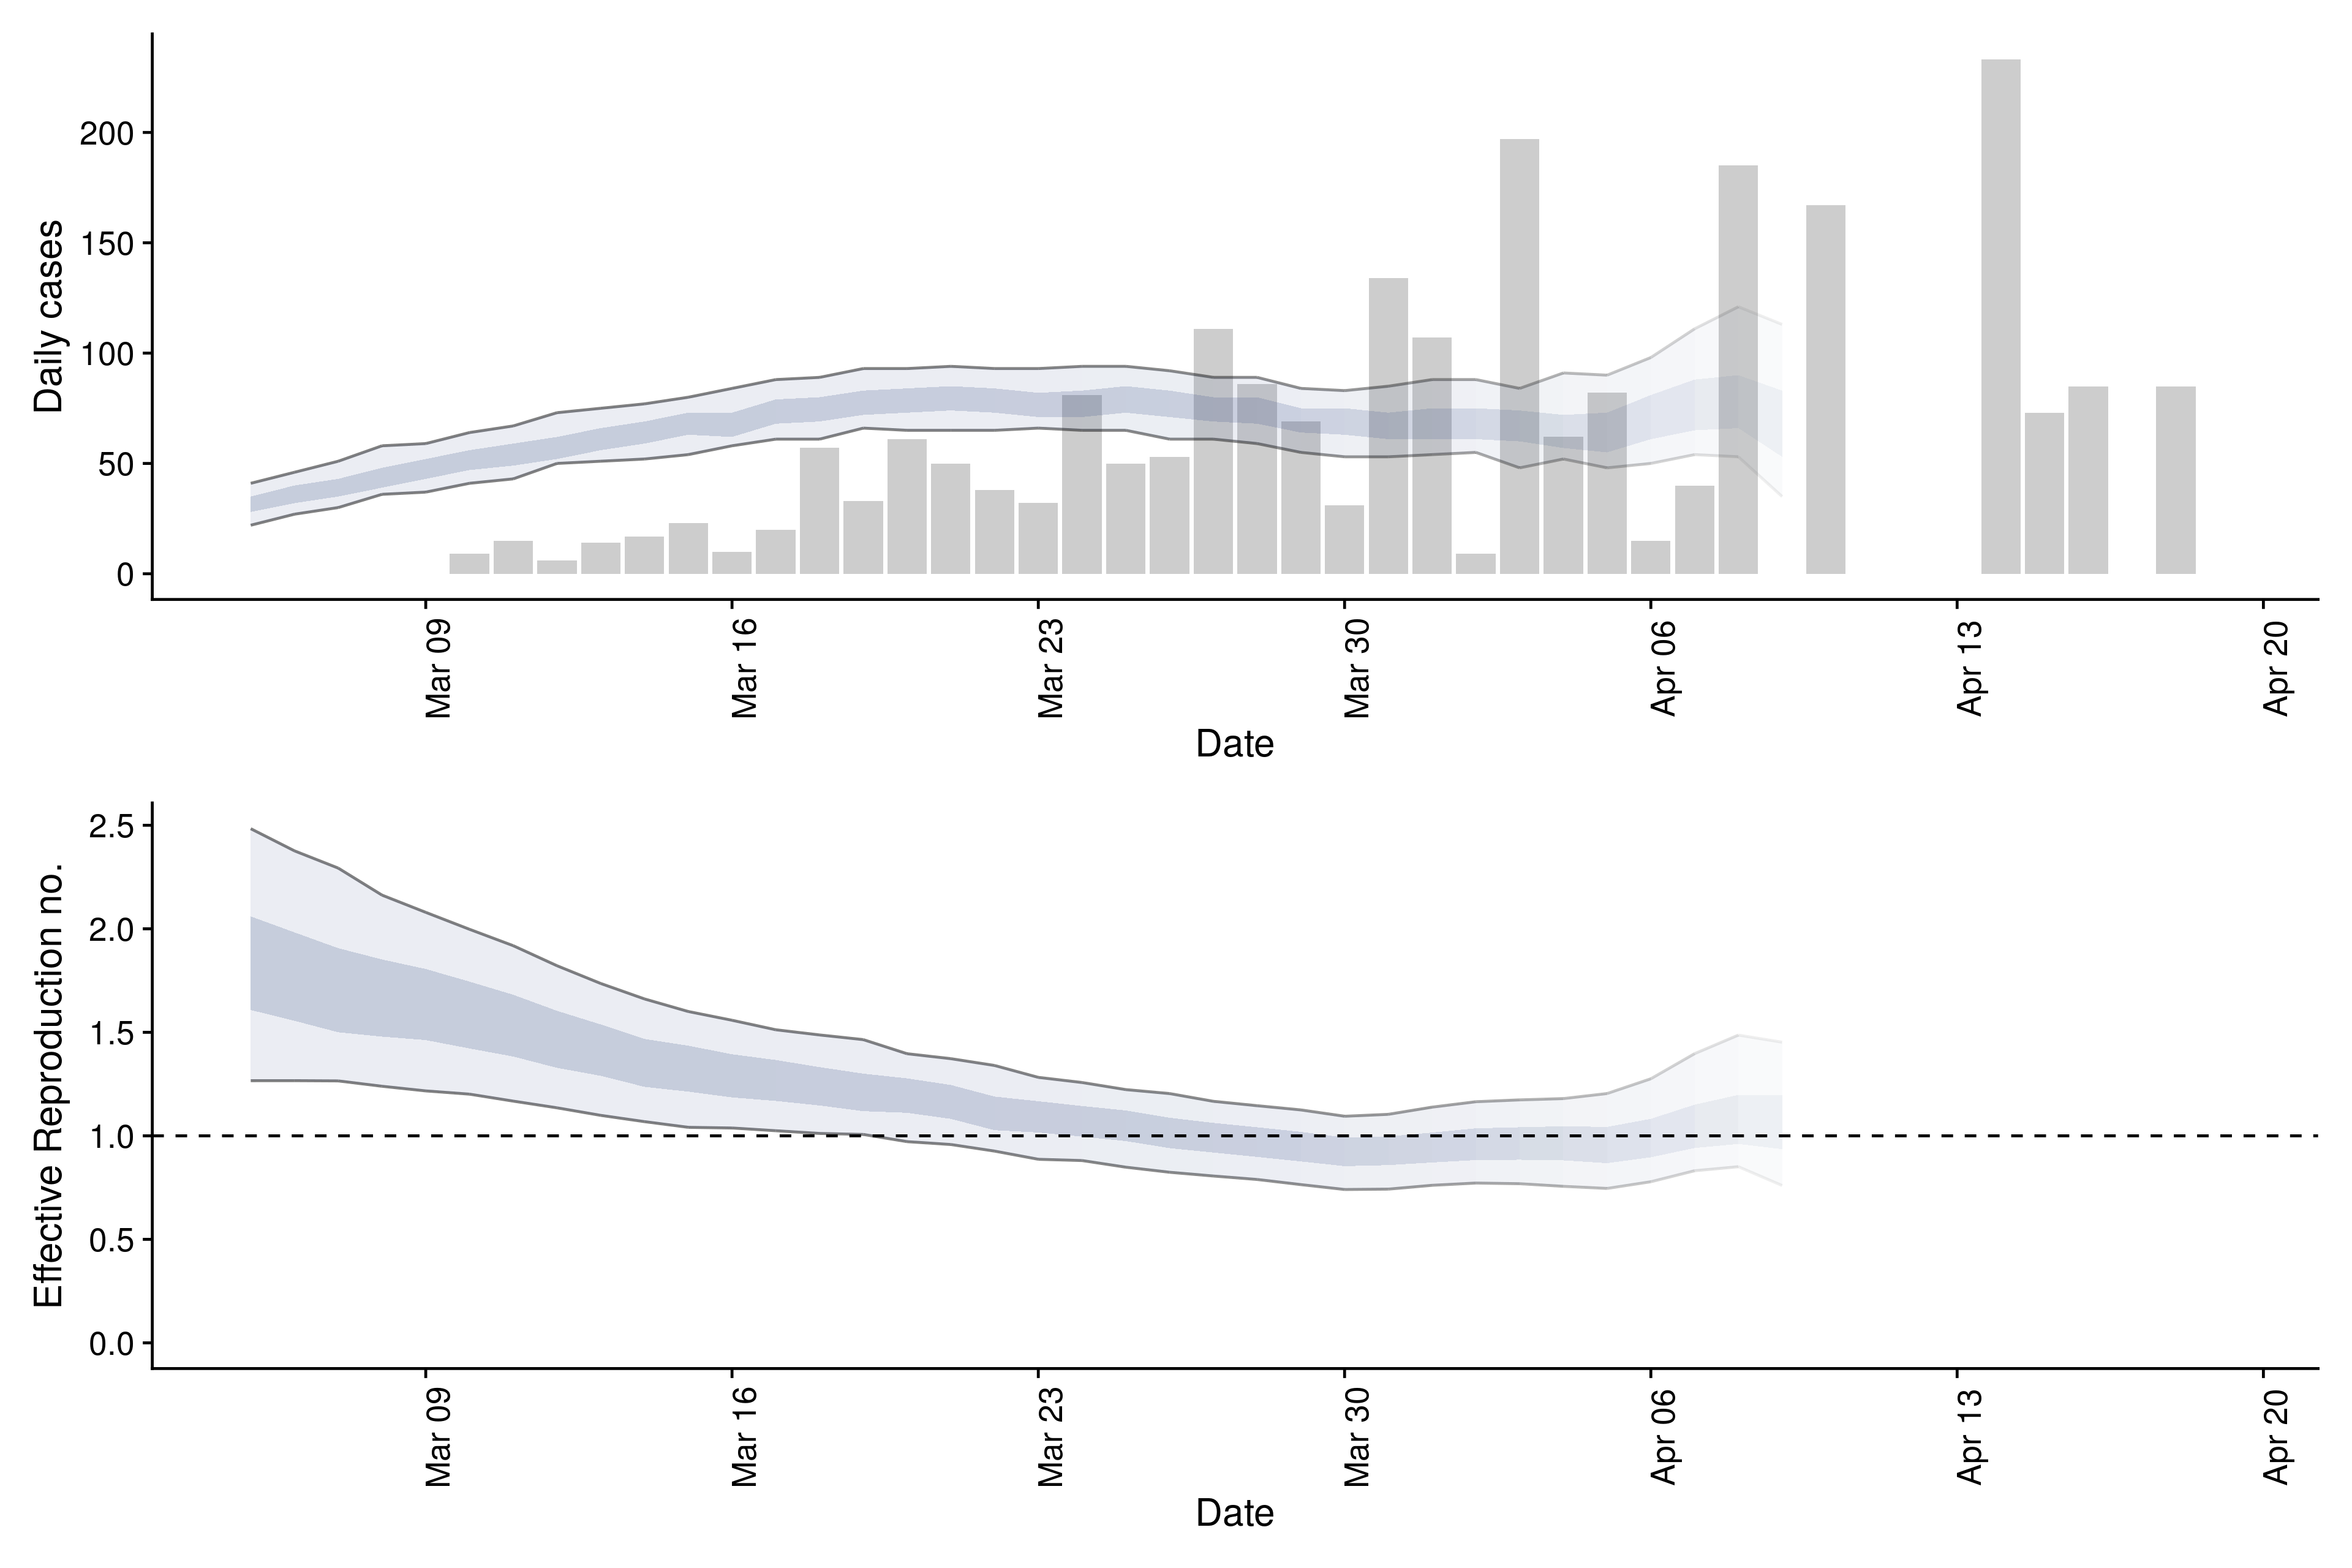 Daily cases
200
150
100
50
0
Mar 09
Mar 16
Mar 23
Mar 30
Apr 06
Apr 13
Apr 20
Date
Effective Reproduction no.
2.5
2.0
1.5
1.0
0.5
0.0
Mar 09
Mar 16
Mar 23
Mar 30
Apr 06
Apr 13
Apr 20
Date